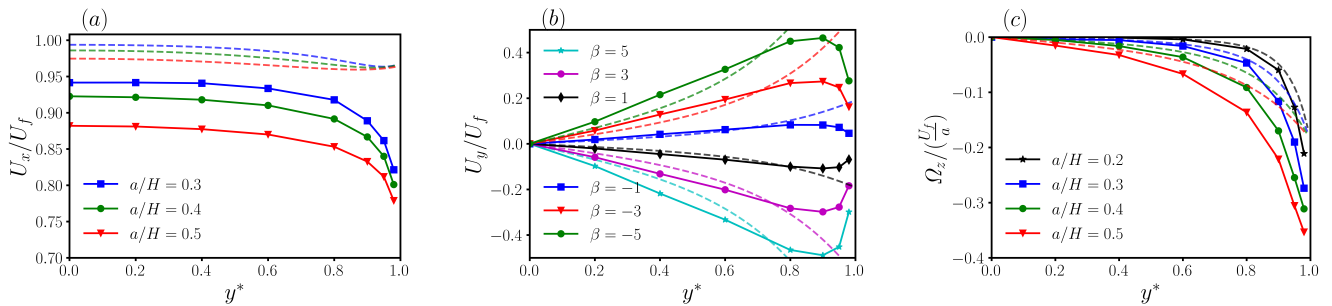 (a)
1.00
0.95
0.90
0.85
0.80
0.75
0.70
U_x/U_f
a/H = 0.3
a/H = 0.4
a/H = 0.5
0.0 0.2 0.4 0.6 0.8 1.0
y*
(b)
0.4
0.2
0.0
−0.2
−0.4
U_y/U_f
β = 5
β = 3
β = 1
β = −1
β = −3
β = −5
0.0 0.2 0.4 0.6 0.8 1.0
y*
(c)
0.0
−0.1
−0.2
−0.3
−0.4
Ω_z/(U_f/a)
a/H = 0.2
a/H = 0.3
a/H = 0.4
a/H = 0.5
0.0 0.2 0.4 0.6 0.8 1.0
y*